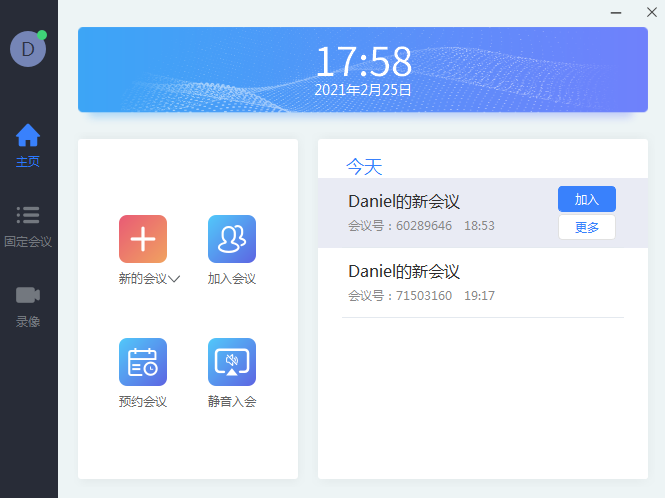 D
主页
固定会议
录像
17:58
2021年2月25日
新的会议
加入会议
预约会议
静音入会
今天
Daniel的新会议
会议号：60289646 18:53
加入
更多
Daniel的新会议
会议号：71503160 19:17